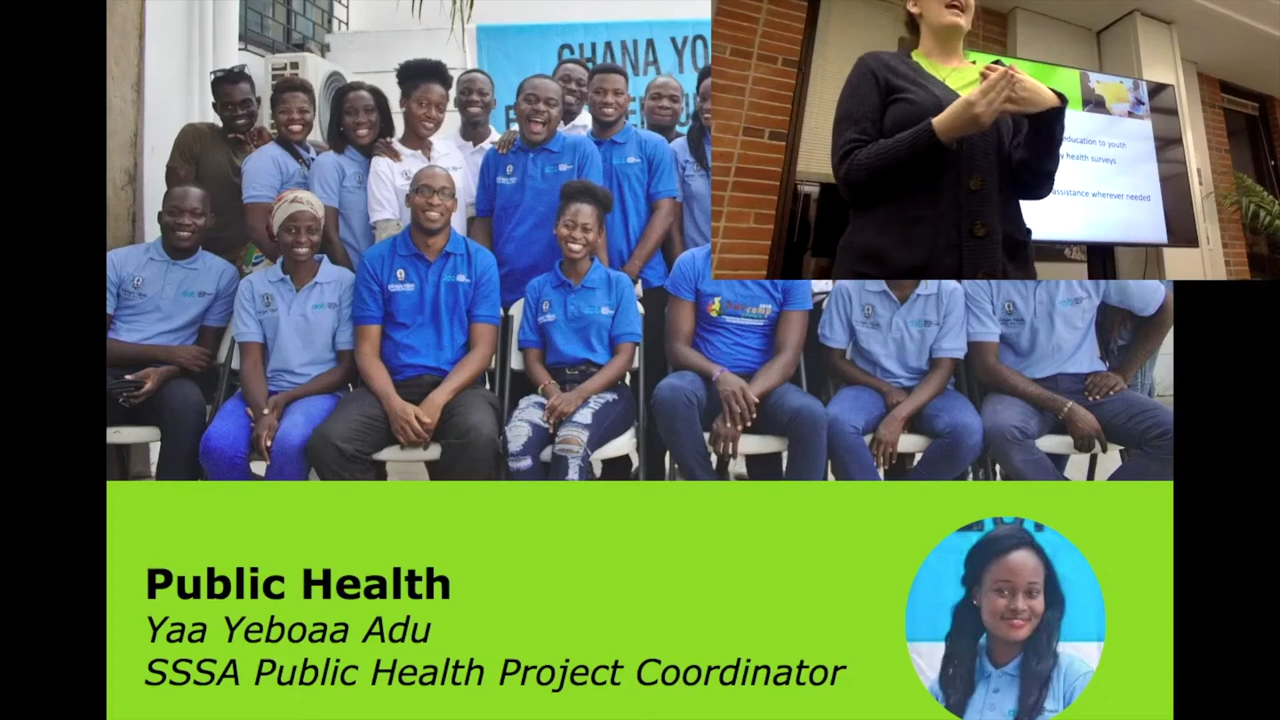 GHANA YO
education to youth
health surveys
assistance wherever needed
Public Health
Yaa Yeboaa Adu
SSSA Public Health Project Coordinator